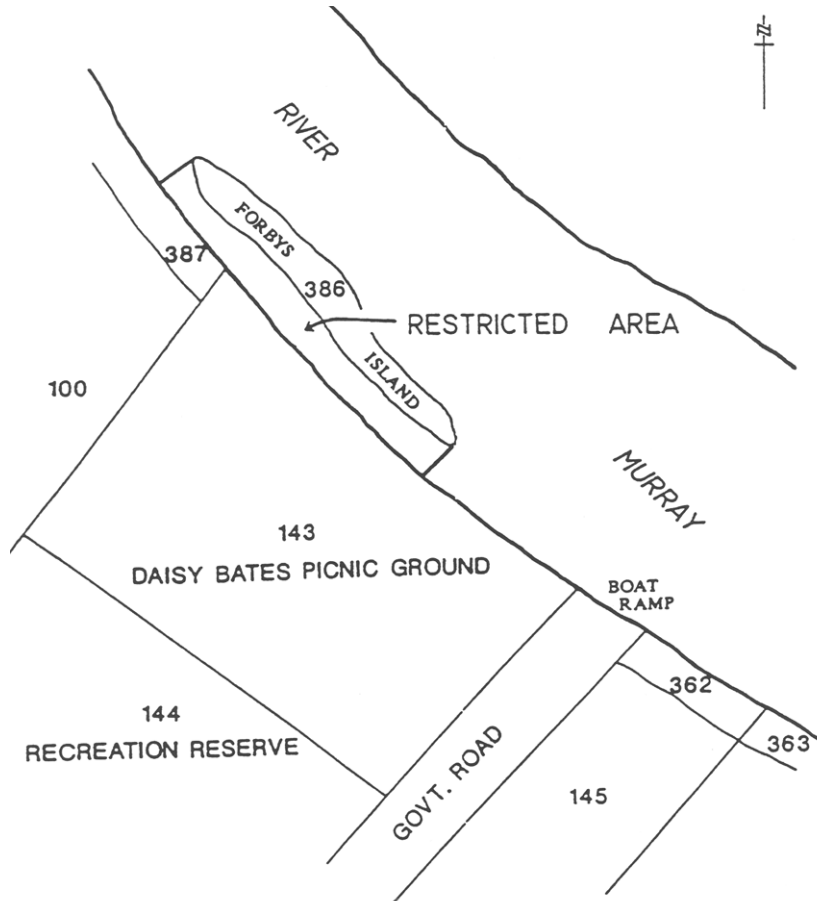 N
RIVER
FORBYS
387
386
RESTRICTED AREA
ISLAND
100
MURRAY
143
DAISY BATES PICNIC GROUND
BOAT
RAMP
362
144
RECREATION RESERVE
363
GOVT. ROAD
145